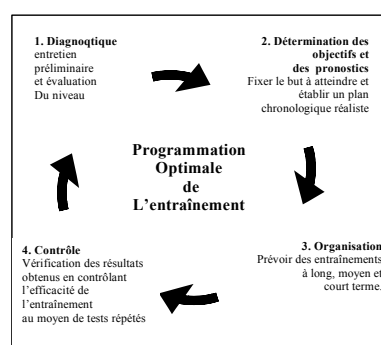 1. Diagnoqtique
entretien
préliminaire
et évaluation
Du niveau
2. Détermination des
objectifs et
des pronostics
Fixer le but à atteindre et
établir un plan
chronologique réaliste
Programmation
Optimale
de
L'entraînement
3. Organisation
Prévoir des entraînements
à long, moyen et
court terme.
4. Contrôle
Vérification des résultats
obtenus en contrôlant
l'efficacité de
l'entraînement
au moyen de tests répétés